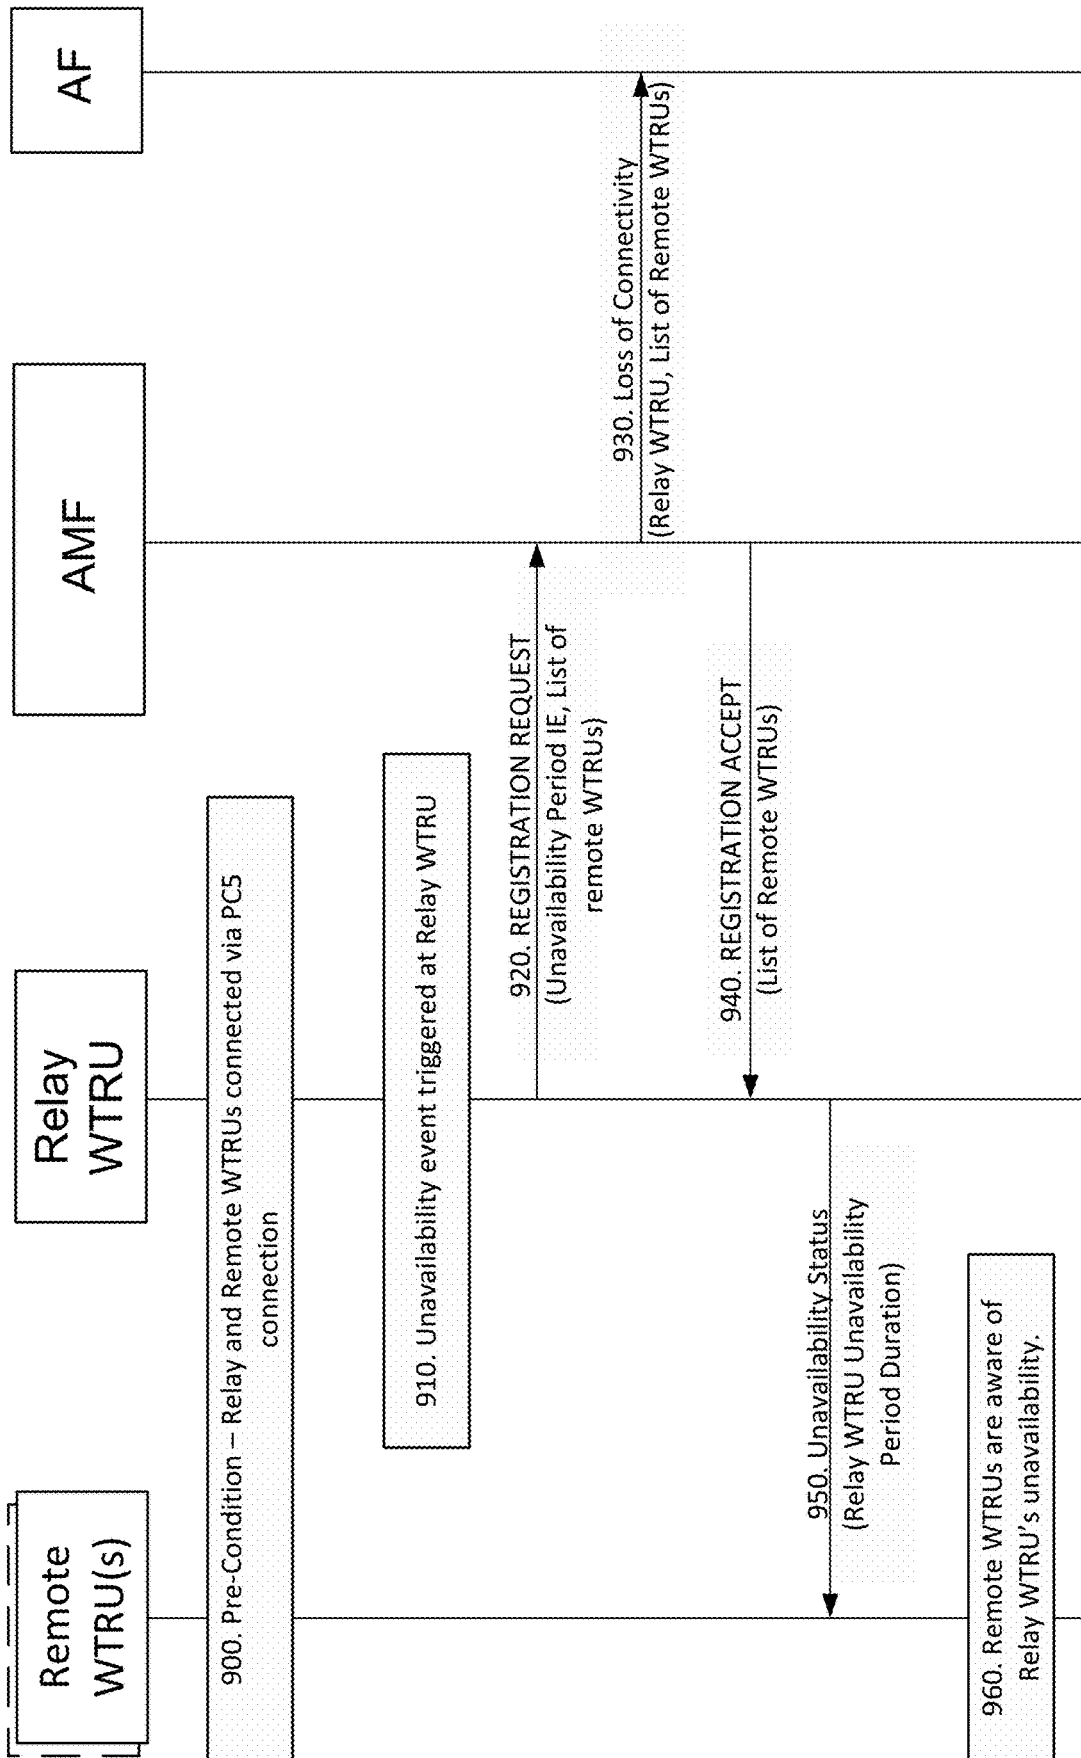 Remote
WTRU(s)
Relay
WTRU
AMF
AF
900. Pre-Condition – Relay and Remote WTRUs connected via PC5
connection
910. Unavailability event triggered at Relay WTRU
920. REGISTRATION REQUEST
(Unavailability Period IE, List of
remote WTRUs)
930. Loss of Connectivity
(Relay WTRU, List of Remote WTRUs)
940. REGISTRATION ACCEPT
(List of Remote WTRUs)
950. Unavailability Status
(Relay WTRU Unavailability
Period Duration)
960. Remote WTRUs are aware of
Relay WTRU's unavailability.